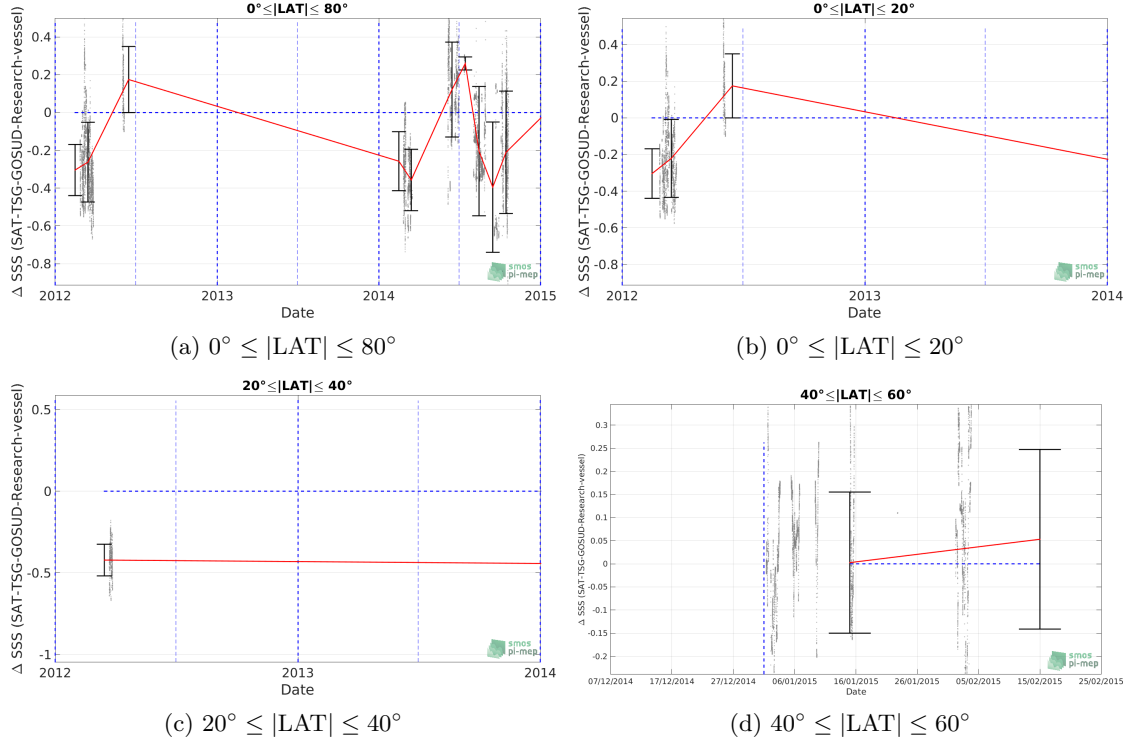 0°≤|LAT|≤ 80°
Δ SSS (SAT-TSG-GOSUD-Research-vessel)
0.4
0.2
0
-0.2
-0.4
-0.6
-0.8
2012
2013
2014
2015
Date
smos
pi-mep
(a) 0° ≤ |LAT| ≤ 80°
0°≤|LAT|≤ 20°
Δ SSS (SAT-TSG-GOSUD-Research-vessel)
0.4
0.2
0
-0.2
-0.4
-0.6
-0.8
2012
2013
2014
Date
smos
pi-mep
(b) 0° ≤ |LAT| ≤ 20°
20°≤|LAT|≤ 40°
Δ SSS (SAT-TSG-GOSUD-Research-vessel)
0.5
0
-0.5
-1
2012
2013
2014
Date
smos
pi-mep
(c) 20° ≤ |LAT| ≤ 40°
40°≤|LAT|≤ 60°
Δ SSS (SAT-TSG-GOSUD-Research-vessel)
0.3
0.25
0.2
0.15
0.1
0.05
0
-0.05
-0.1
-0.15
-0.2
07/12/2014
17/12/2014
27/12/2014
06/01/2015
16/01/2015
26/01/2015
05/02/2015
15/02/2015
25/02/2015
Date
smos
pi-mep
(d) 40° ≤ |LAT| ≤ 60°